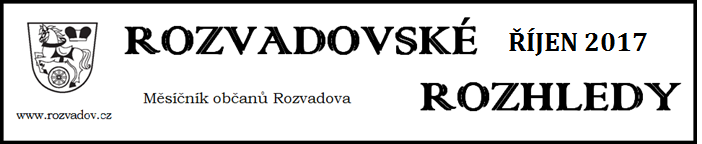 ROZVADOVSKÉ ŘÍJEN 2017
ROZHLEDY
Měsíčník občanů Rozvadova
www.rozvadov.cz